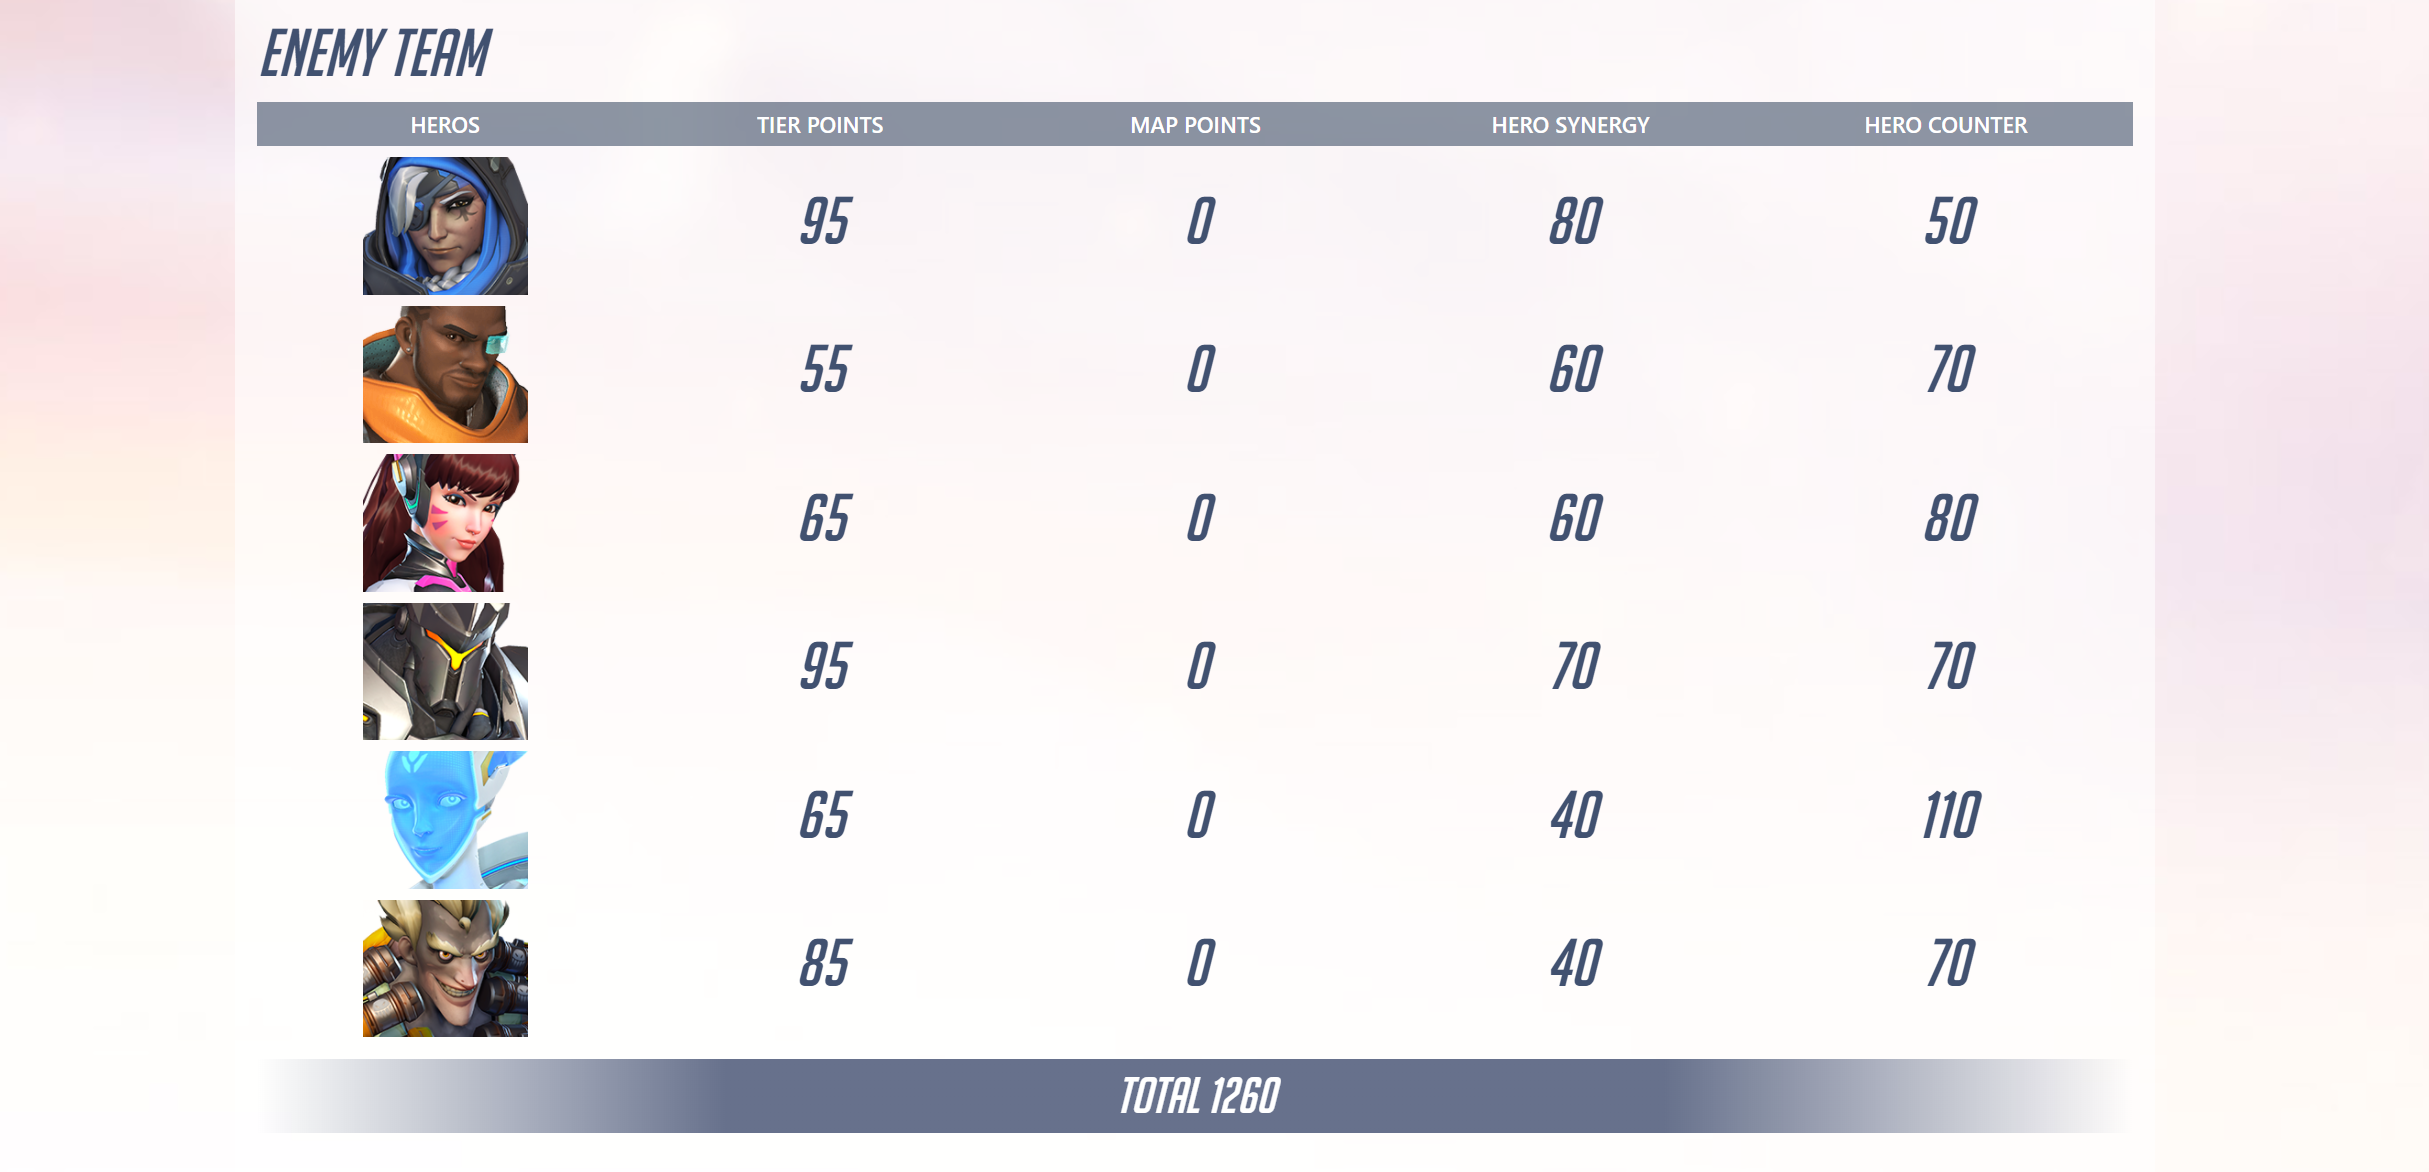 ENEMY TEAM
HEROS TIER POINTS MAP POINTS HERO SYNERGY HERO COUNTER
95 0 80 50
55 0 60 70
65 0 60 80
95 0 70 70
65 0 40 110
85 0 40 70
TOTAL 1260